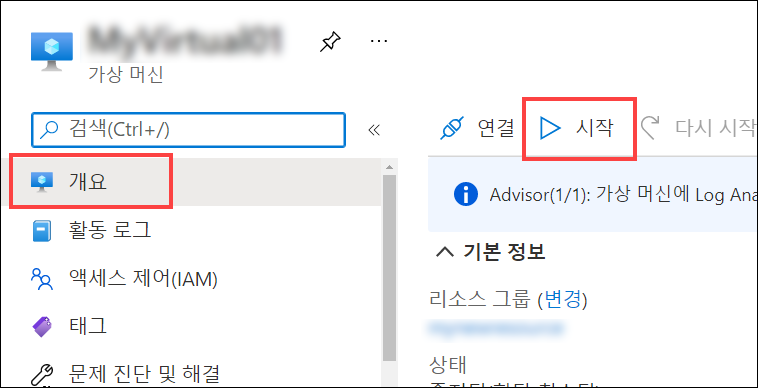 가상 머신
검색(Ctrl+/)
개요
활동 로그
액세스 제어(IAM)
태그
문제 진단 및 해결
연결 시작 다시 시작
Advisor(1/1): 가상 머신에 Log Ana
기본 정보
리소스 그룹 (변경)
상태